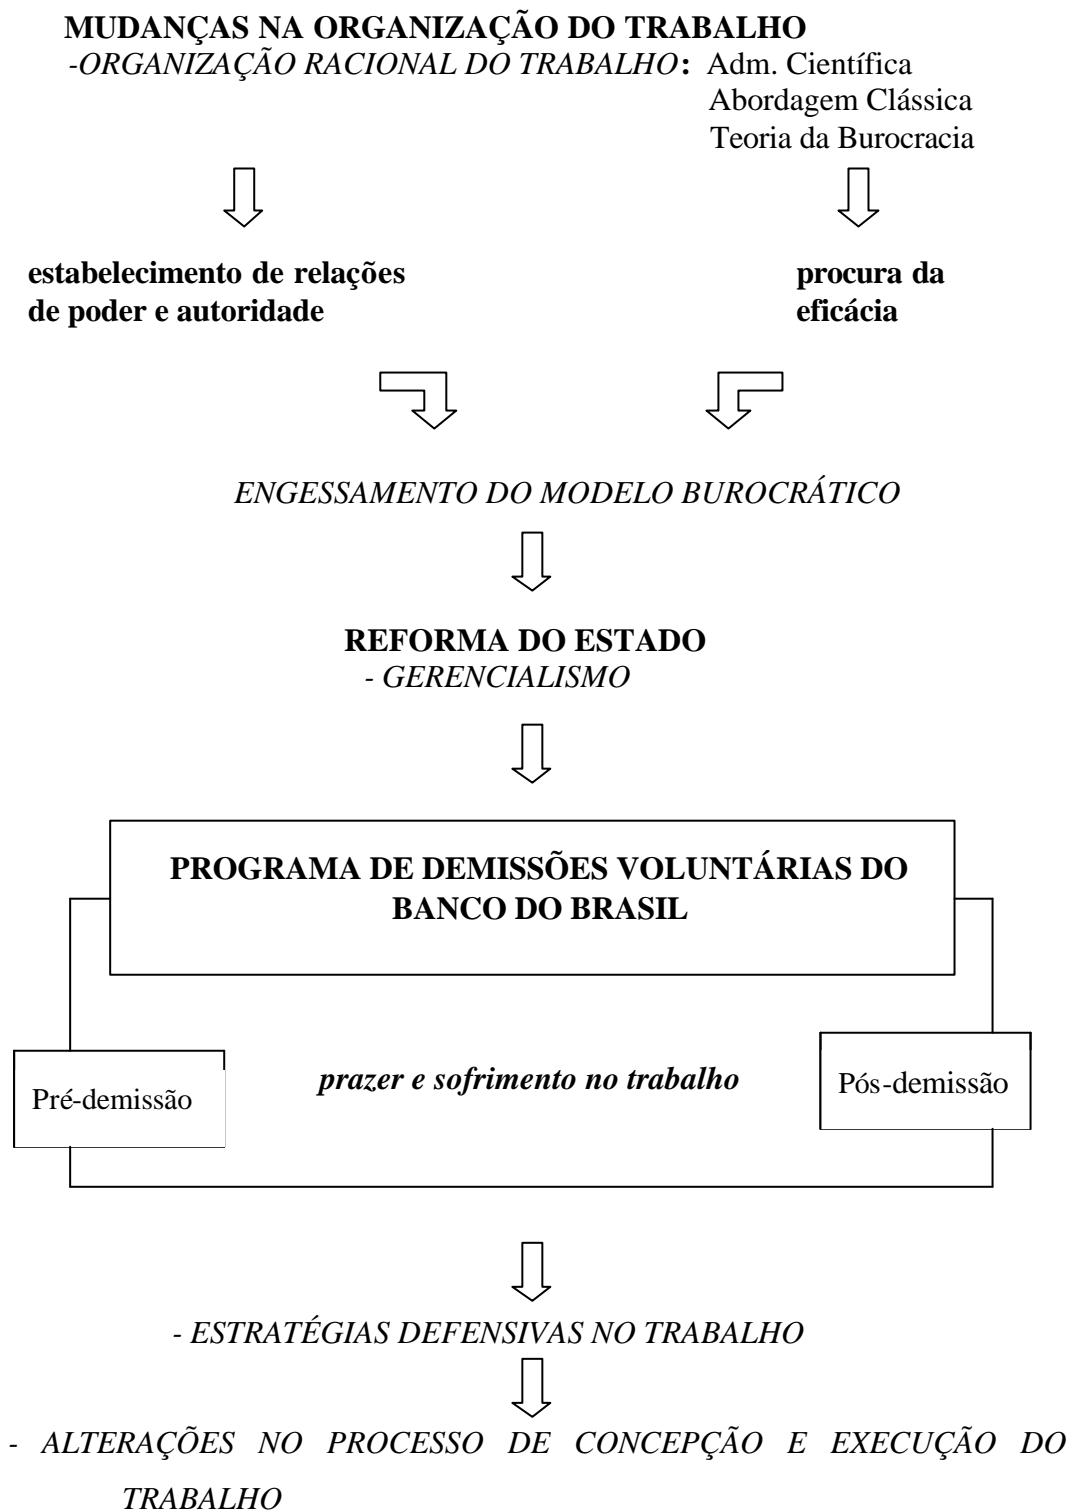 MUDANÇAS NA ORGANIZAÇÃO DO TRABALHO
-ORGANIZAÇÃO RACIONAL DO TRABALHO: Adm. Científica
Abordagem Clássica
Teoria da Burocracia
estabelecimento de relações
de poder e autoridade
procura da
eficácia
ENGESSAMENTO DO MODELO BUROCRÁTICO
REFORMA DO ESTADO
- GERENCIALISMO
PROGRAMA DE DEMISSÕES VOLUNTÁRIAS DO
BANCO DO BRASIL
Pré-demissão
prazer e sofrimento no trabalho
Pós-demissão
- ESTRATÉGIAS DEFENSIVAS NO TRABALHO
- ALTERAÇÕES NO PROCESSO DE CONCEPÇÃO E EXECUÇÃO DO
TRABALHO